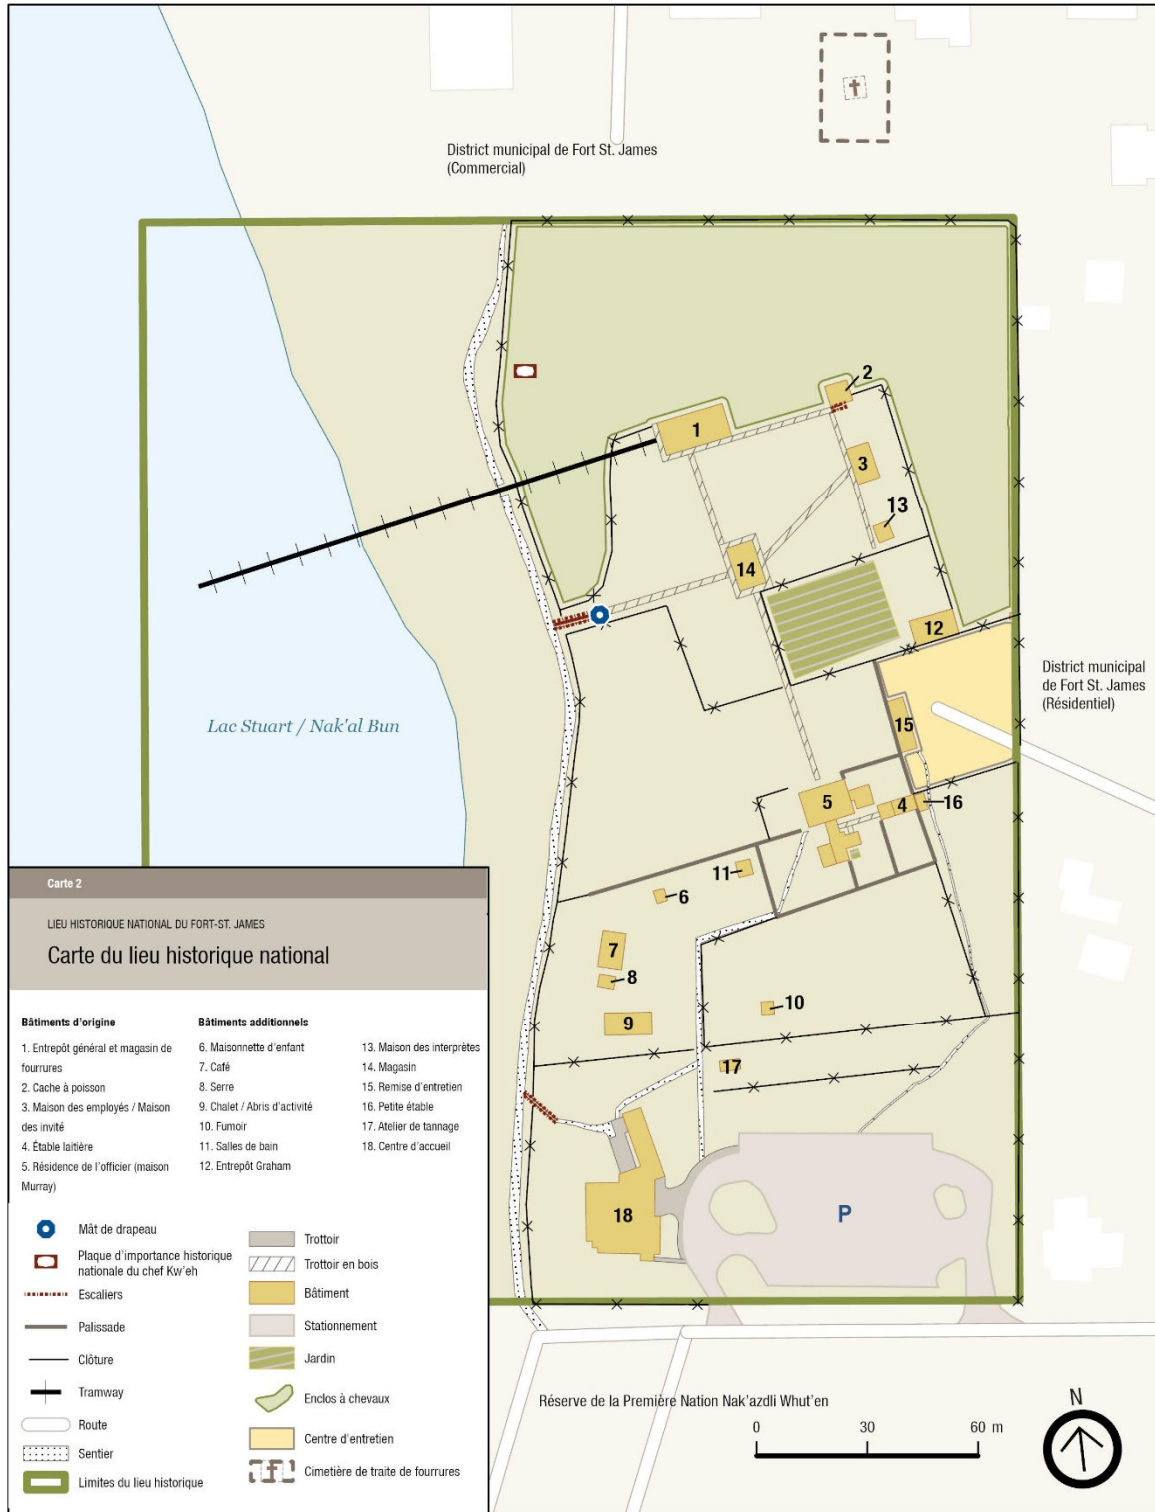 District municipal de Fort St. James
(Commercial)
2
1
3
13
14
12
District municipal
de Fort St. James
(Résidentiel)
15
Lac Stuart / Nak'al Bun
5
4
16
11
6
7
8
10
9
17
18
P
Carte 2
LIEU HISTORIQUE NATIONAL DU FORT-ST. JAMES
Carte du lieu historique national
Bâtiments d'origine
1. Entrepôt général et magasin de
fourrures
2. Cache à poisson
3. Maison des employés / Maison
des invité
4. Étable laitière
5. Résidence de l'officier (maison
Murray)
Bâtiments additionnels
6. Maisonnette d'enfant
7. Café
8. Serre
9. Chalet / Abris d'activité
10. Fumoir
11. Salles de bain
12. Entrepôt Graham
13. Maison des interprètes
14. Magasin
15. Remise d'entretien
16. Petite étable
17. Atelier de tannage
18. Centre d'accueil
Mât de drapeau
Plaque d'importance historique
nationale du chef Kw'eh
Escaliers
Palissade
Clôture
Tramway
Route
Sentier
Limites du lieu historique
Trottoir
Trottoir en bois
Bâtiment
Stationnement
Jardin
Enclos à chevaux
Centre d'entretien
Cimetière de traite de fourrures
Réserve de la Première Nation Nak'azdli Whut'en
0 30 60 m
N